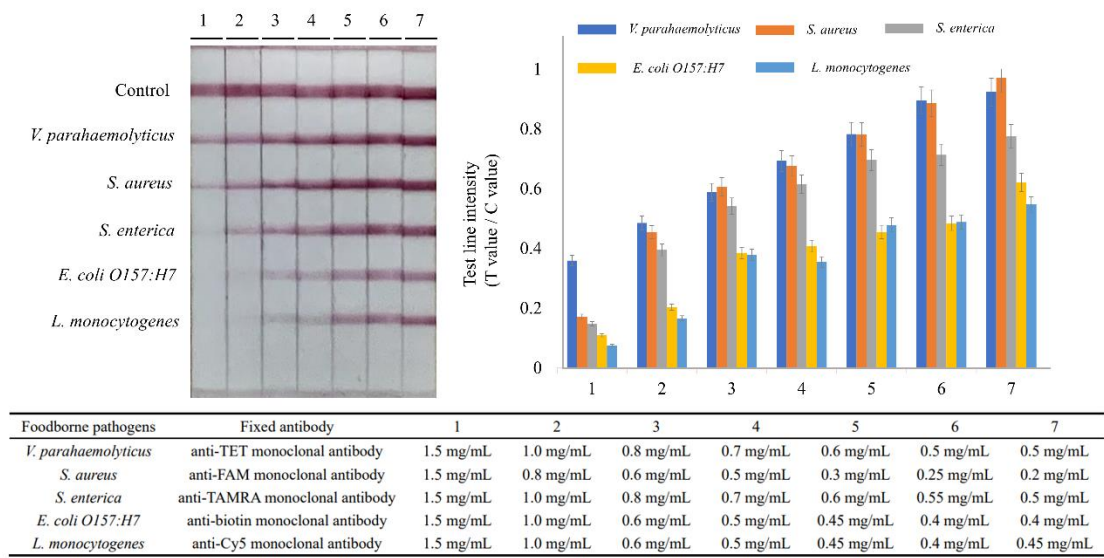 1 2 3 4 5 6 7
Control
V. parahaemolyticus
S. aureus
S. enterica
E. coli O157:H7
L. monocytogenes
V. parahaemolyticus S. aureus S. enterica
E. coli O157:H7 L. monocytogenes
Test line intensity
(T value / C value)
1
0.8
0.6
0.4
0.2
0
1 2 3 4 5 6 7
Foodborne pathogens Fixed antibody 1 2 3 4 5 6 7
V. parahaemolyticus anti-TET monoclonal antibody 1.5 mg/mL 1.0 mg/mL 0.8 mg/mL 0.7 mg/mL 0.6 mg/mL 0.5 mg/mL 0.5 mg/mL
S. aureus anti-FAM monoclonal antibody 1.5 mg/mL 0.8 mg/mL 0.6 mg/mL 0.5 mg/mL 0.3 mg/mL 0.25 mg/mL 0.2 mg/mL
S. enterica anti-TAMRA monoclonal antibody 1.5 mg/mL 1.0 mg/mL 0.8 mg/mL 0.7 mg/mL 0.6 mg/mL 0.55 mg/mL 0.5 mg/mL
E. coli O157:H7 anti-biotin monoclonal antibody 1.5 mg/mL 1.0 mg/mL 0.6 mg/mL 0.5 mg/mL 0.45 mg/mL 0.4 mg/mL 0.4 mg/mL
L. monocytogenes anti-Cy5 monoclonal antibody 1.5 mg/mL 1.0 mg/mL 0.6 mg/mL 0.5 mg/mL 0.45 mg/mL 0.4 mg/mL 0.45 mg/mL